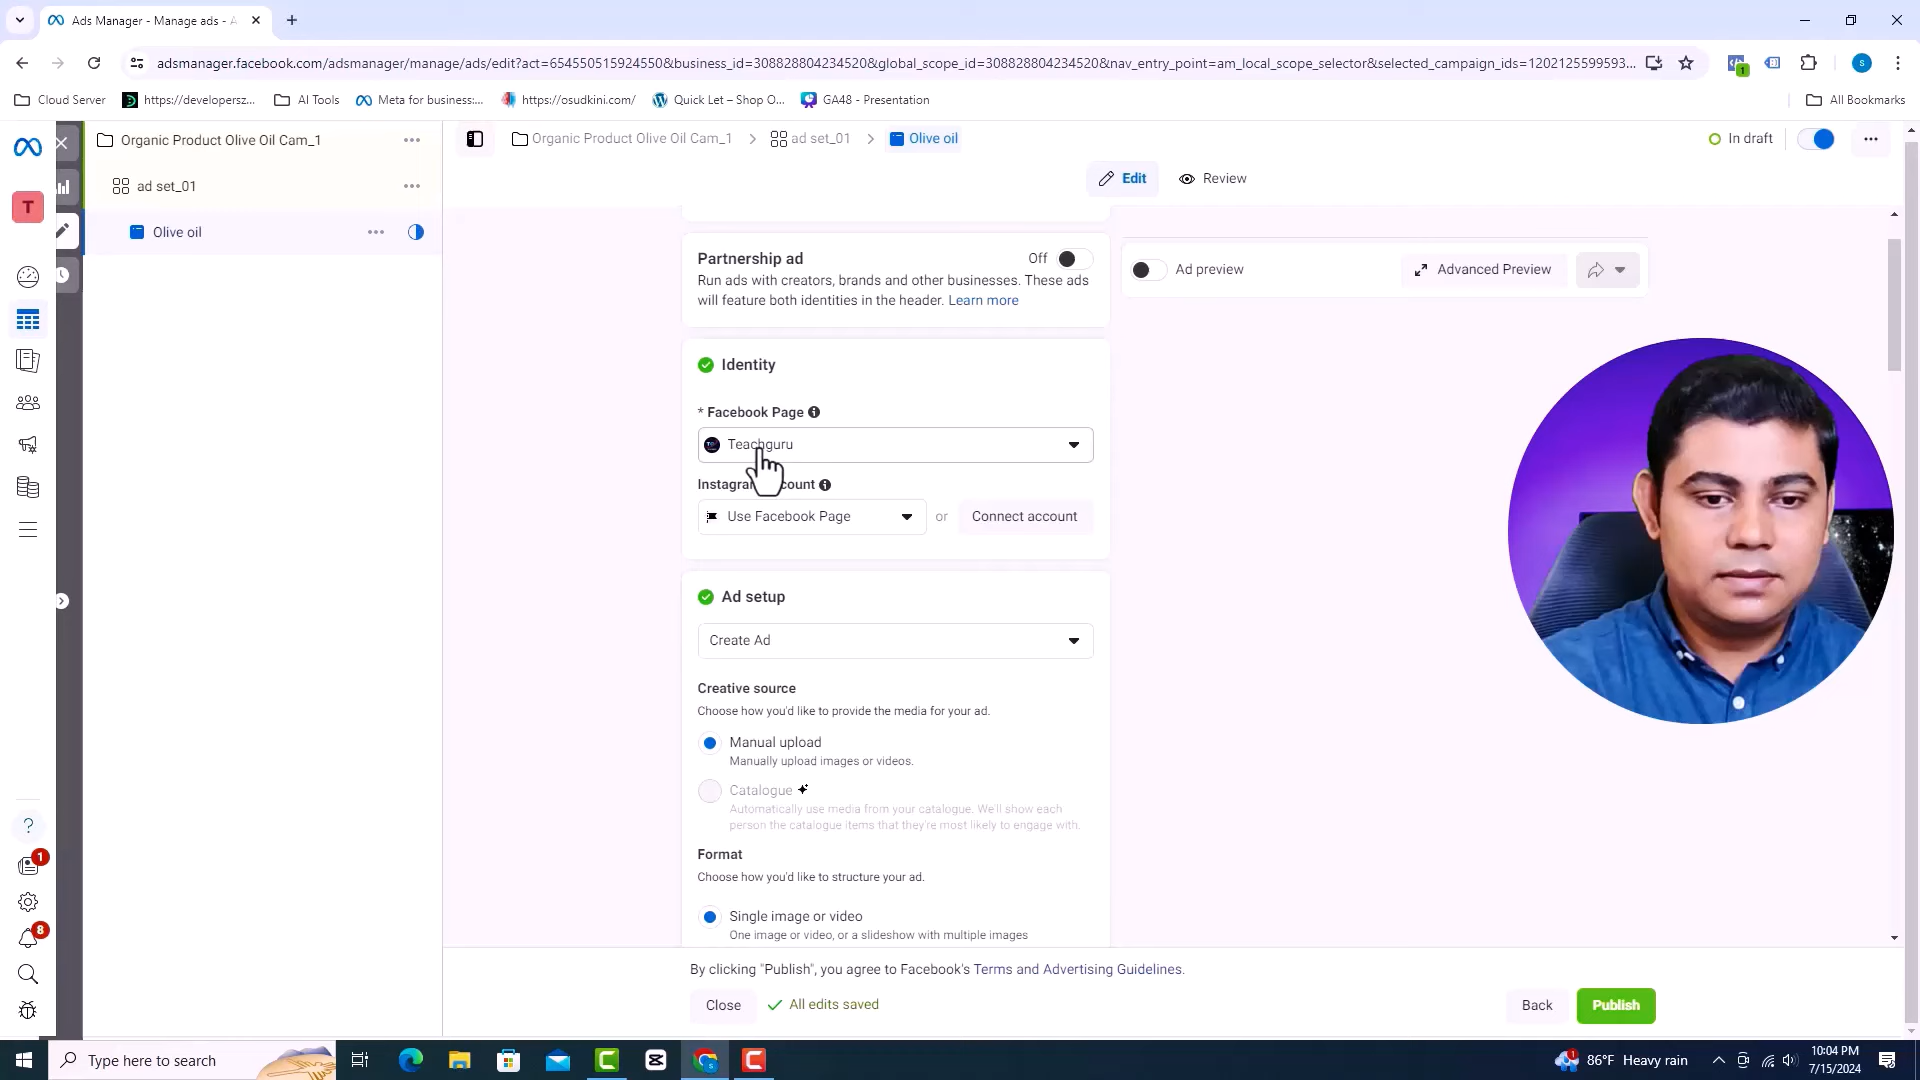 Ads Manager - Manage ads - A
adsmanager.facebook.com/adsmanager/manage/ads/edit?act=654550515924550&business_id=308828804234520&global_scope_id=308828804234520&nav_entry_point=am_local_scope_selector&selected_campaign_ids=1202125599593...
1
S
Cloud Server
https://developersz...
AI Tools
Meta for business:...
https://osudkini.com/
Quick Let – Shop O...
GA48 - Presentation
All Bookmarks
Organic Product Olive Oil Cam_1
Organic Product Olive Oil Cam_1
ad set_01
Olive oil
In draft
T
ad set_01
Edit
Review
Olive oil
Partnership ad
Off
Run ads with creators, brands and other businesses. These ads
will feature both identities in the header. Learn more
Ad preview
Advanced Preview
Identity
* Facebook Page
Teachguru
Use Facebook Page
or
Connect account
Ad setup
Create Ad
Creative source
Choose how you'd like to provide the media for your ad.
Manual upload
Manually upload images or videos.
Catalogue
Automatically use media from your catalogue. We'll show each
person the catalogue items that they're most likely to engage with.
Format
Choose how you'd like to structure your ad.
Single image or video
One image or video, or a slideshow with multiple images
?
1
8
By clicking "Publish", you agree to Facebook's Terms and Advertising Guidelines.
Close
All edits saved
Back
Publish
Type here to search
86°F Heavy rain
10:04 PM
7/15/2024